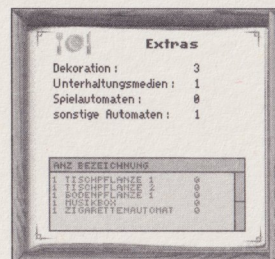 Extras
Dekoration : 3
Unterhaltungsmedien : 1
Spielautomaten : 0
sonstige Automaten : 1
ANZ BEZEICHNUNG
1 TISCHPFLANZE 1 0
1 TISCHPFLANZE 2 0
1 BODENPFLANZE 1 0
1 MUSIKBOX 0
1 ZIGARETTENAUTOMAT 0